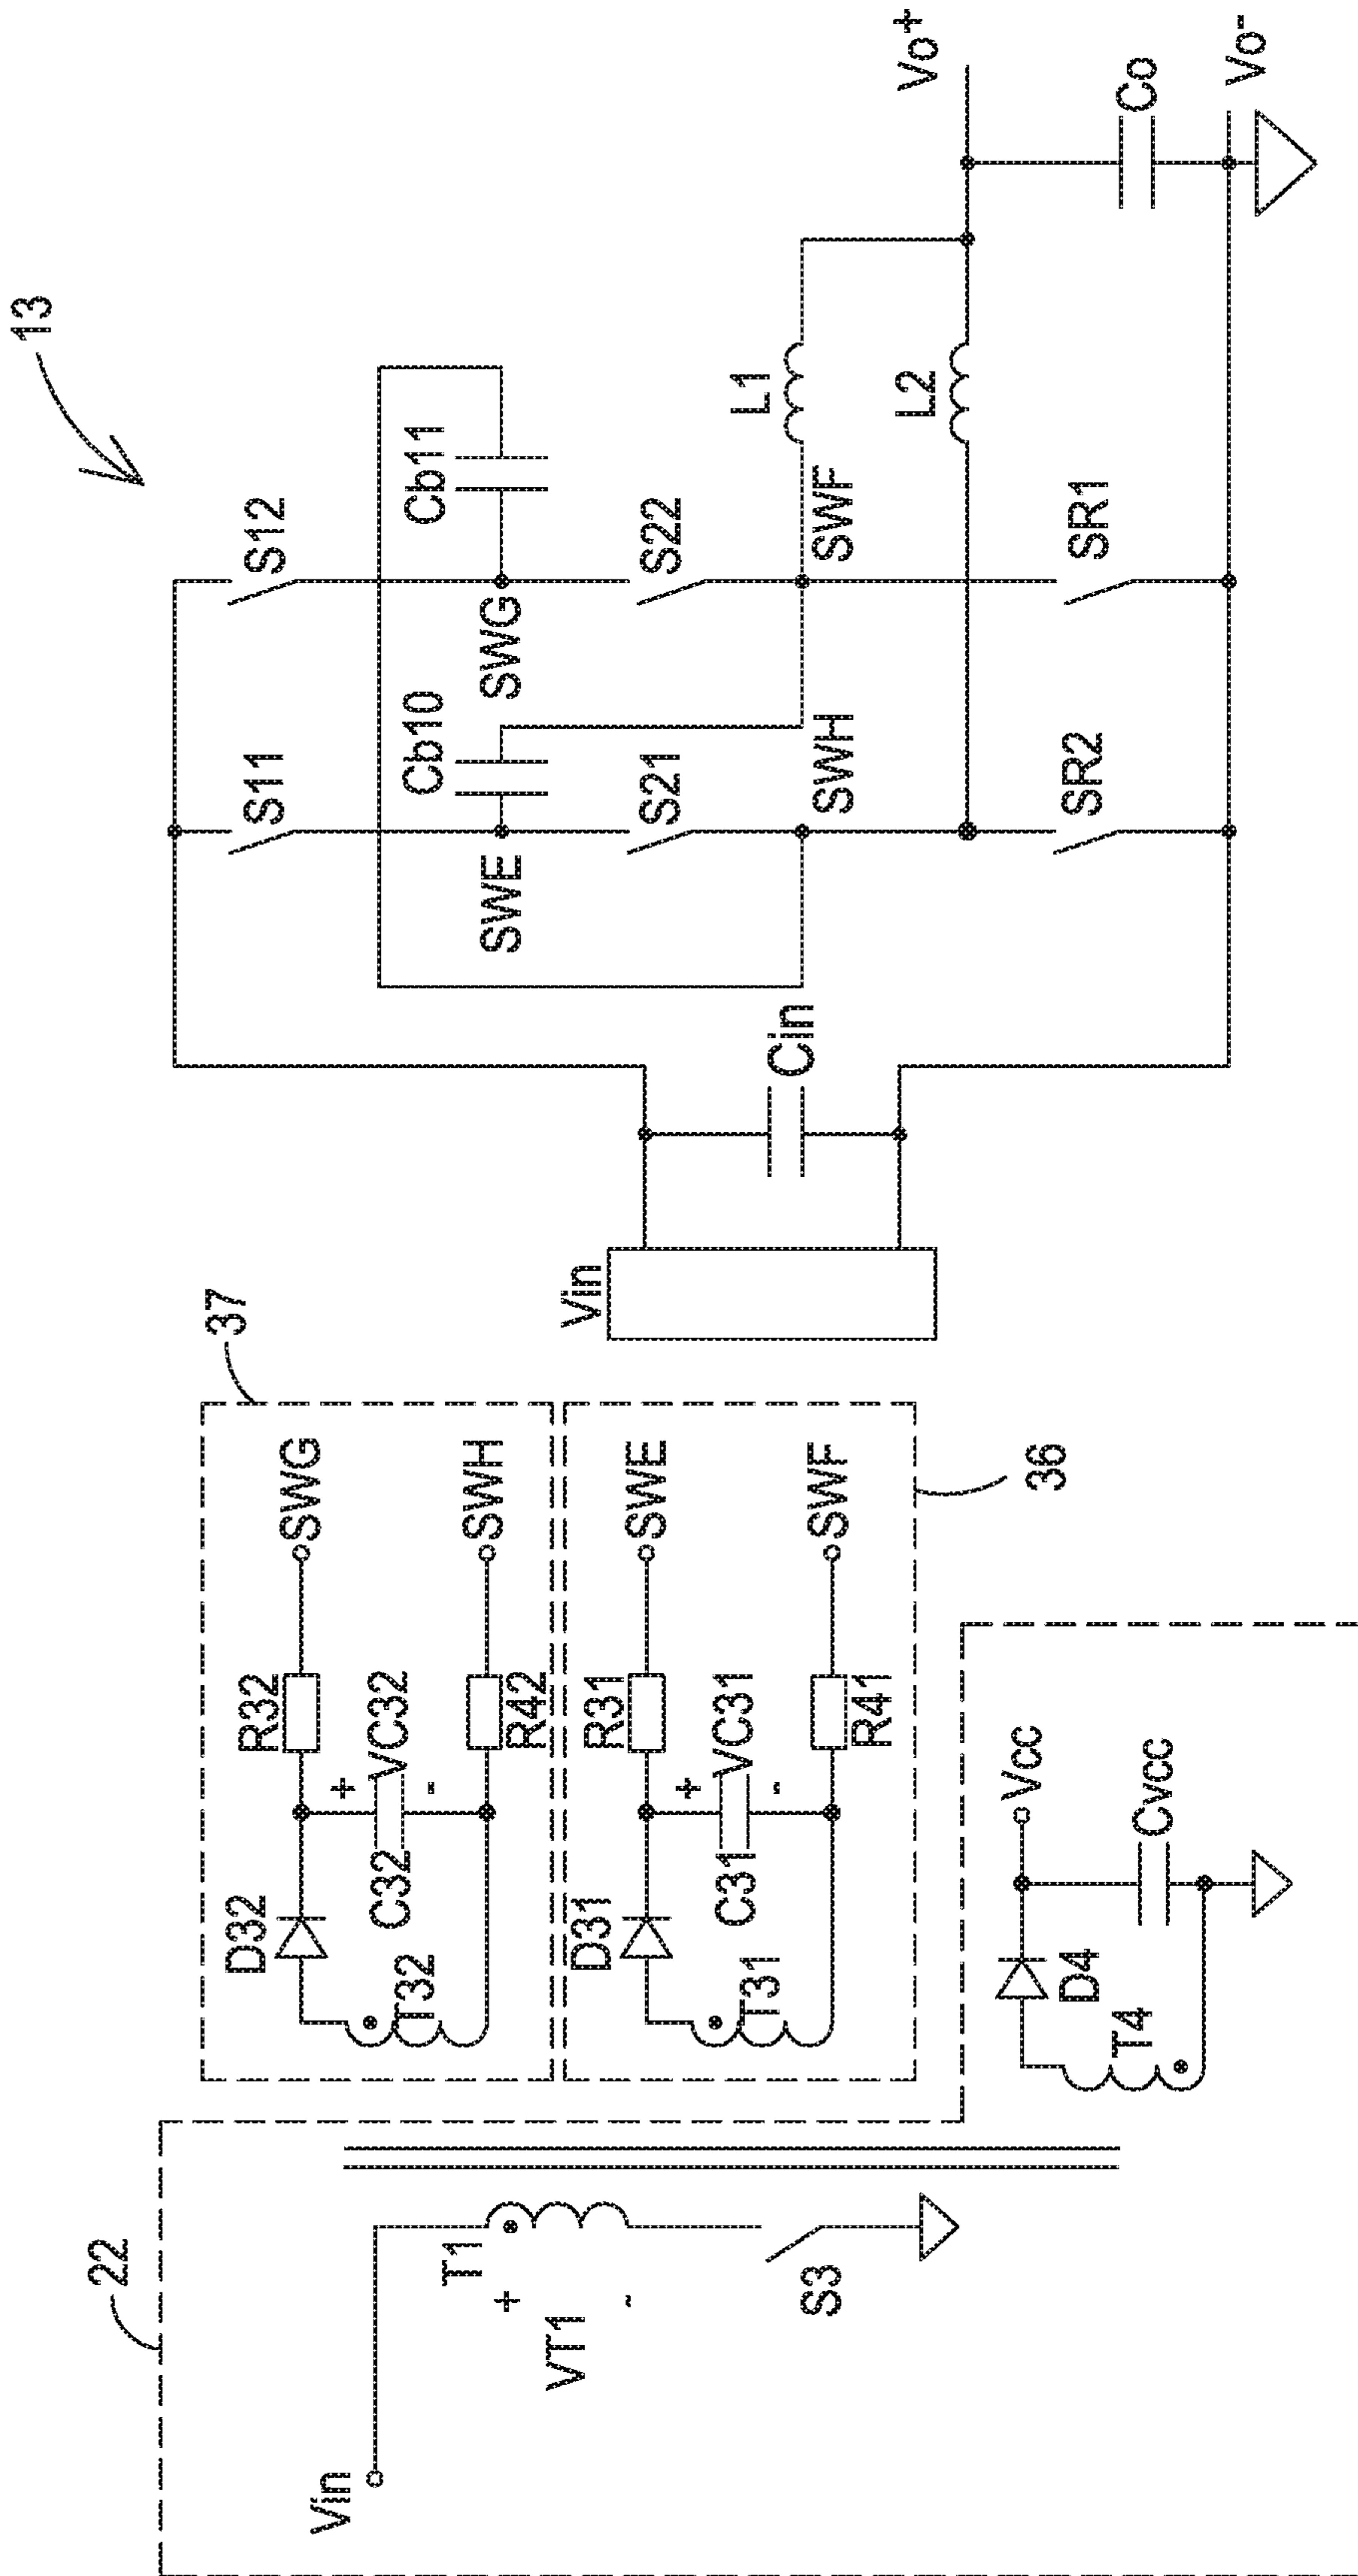 22
Vin
T1
+
VT1
-
S3
37
D32
R32
SWG
+
C32
VC32
-
T32
R42
SWH
D31
R31
SWE
+
C31
VC31
-
T31
R41
SWF
36
Vcc
D4
T4
Cvcc
13
Vin
Cin
S11
S12
Cb10
Cb11
SWE
SWG
S21
S22
L1
SWH
SWF
L2
Vo+
SR2
SR1
Co
Vo-